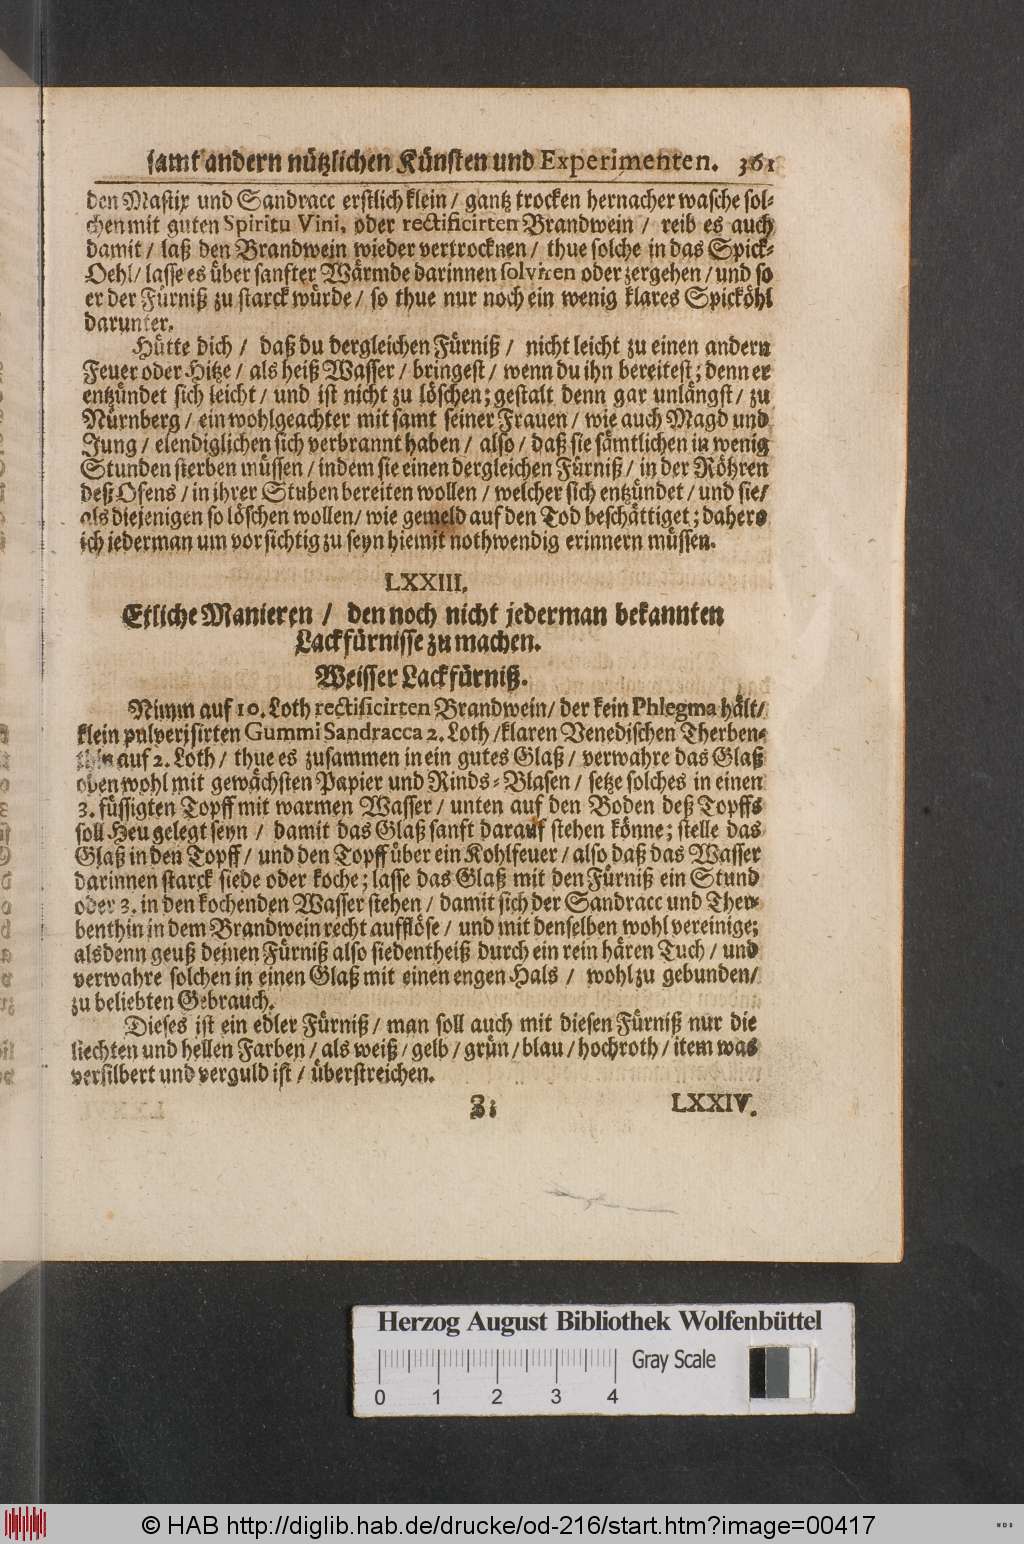 samt andern nützlichen Künsten und Experimenten. 361
den Mastix und Sandracc erstlich klein / gantz trocken hernacher wasche sol-
chen mit guten Spiritu Vini, oder rectificirten Brandwein / reib es auch
damit / laß den Brandwein wieder vertrocknen / thue solche in das Spick-
Oehl / lasse es über sanfter Wärmde darinnen solviren oder zergehen / und so
er der Fürniß zu starck würde / so thue nur noch ein wenig klares Spicköhl
darunter.
Hütte dich / daß du dergleichen Fürniß / nicht leicht zu einen andern
Feuer oder Hitze / als heiß Wasser / bringest / wenn du ihn bereitest; denn er
entzündet sich leicht / und ist nicht zu löschen; gestalt denn gar unlängst / zu
Nürnberg / ein wohlgeachter mit samt seiner Frauen / wie auch Magd und
Jung / elendiglichen sich verbrannt haben / also / daß sie sämtlichen in wenig
Stunden sterben müssen / indem sie einen dergleichen Fürniß / in der Röhren
deß Ofens / in ihrer Stuben bereiten wollen / welcher sich entzündet / und sie /
als diejenigen so löschen wollen / wie gemeld auf den Tod beschättiget; dahero
ich jederman um vorsichtig zu seyn hiemit nothwendig erinnern müssen.
LXXIII.
Etliche Manieren / den noch nicht jederman bekannten
Lackfürnisse zu machen.
Weisser Lackfürniß.
Nimm auf 10. Loth rectificirten Brandwein / der kein Phlegma hält /
klein pulverisirten Gummi Sandracca 2. Loth / klaren Venedischen Therben-
thin auf 2. Loth / thue es zusammen in ein gutes Glaß / verwahre das Glaß
oben wohl mit gewächsten Papier und Rinds-Blasen / setze solches in einen
3. füssigten Topff mit warmen Wasser / unten auf den Boden deß Topffs
soll Heu gelegt seyn / damit das Glaß sanft darauf stehen könne; stelle das
Glaß in den Topff / und den Topff über ein Kohlfeuer / also daß das Wasser
darinnen starck siede oder koche; lasse das Glaß mit den Fürniß ein Stund
oder 3. in den kochenden Wasser stehen / damit sich der Sandracc und Ther-
benthin in dem Brandwein recht aufflöse / und mit denselben wohl vereinige;
alsdenn geuß deinen Fürniß also siedentheiß durch ein rein hären Tuch / und
verwahre solchen in einen Glaß mit einen engen Hals / wohl zu gebunden /
zu beliebten Gebrauch.
Dieses ist ein edler Fürniß / man soll auch mit diesen Fürniß nur die
liechten und hellen Farben / als weiß / gelb / grün / blau / hochroth / item was
versilbert und verguld ist / überstreichen.
Z i LXXIV.
Herzog August Bibliothek Wolfenbüttel
Gray Scale
0 1 2 3 4
© HAB http://diglib.hab.de/drucke/od-216/start.htm?image=00417